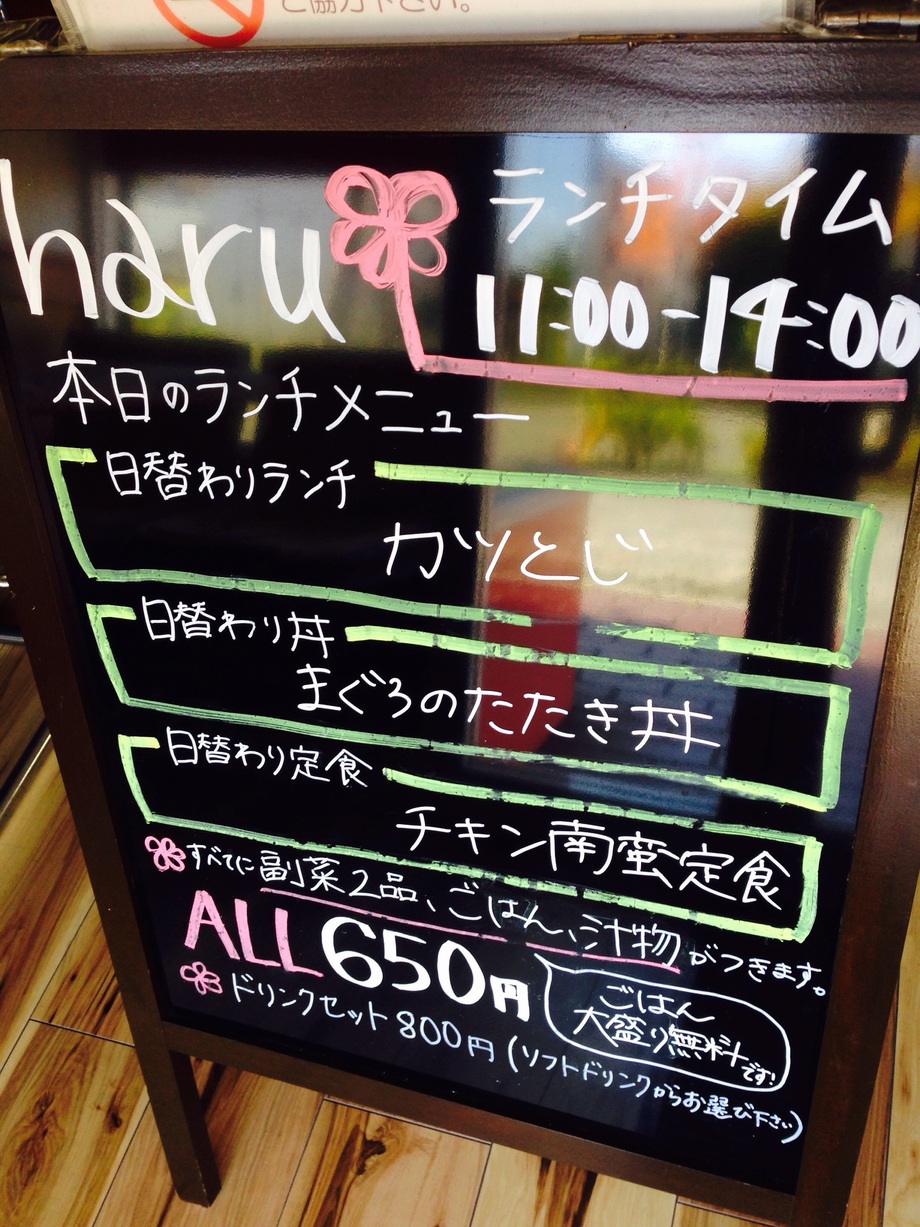 ご協力下さい。
haru
ランチタイム
11:00-14:00
本日のランチメニュー
日替わりランチ
カツとじ
日替わり丼
まぐろのたたき丼
日替わり定食
チキン南蛮定食
すべてに副菜2品、ごはん、汁物がつきます。
ALL 650円
ごはん
大盛り無料
です!
ドリンクセット800円(ソフトドリンクからお選び下さい)